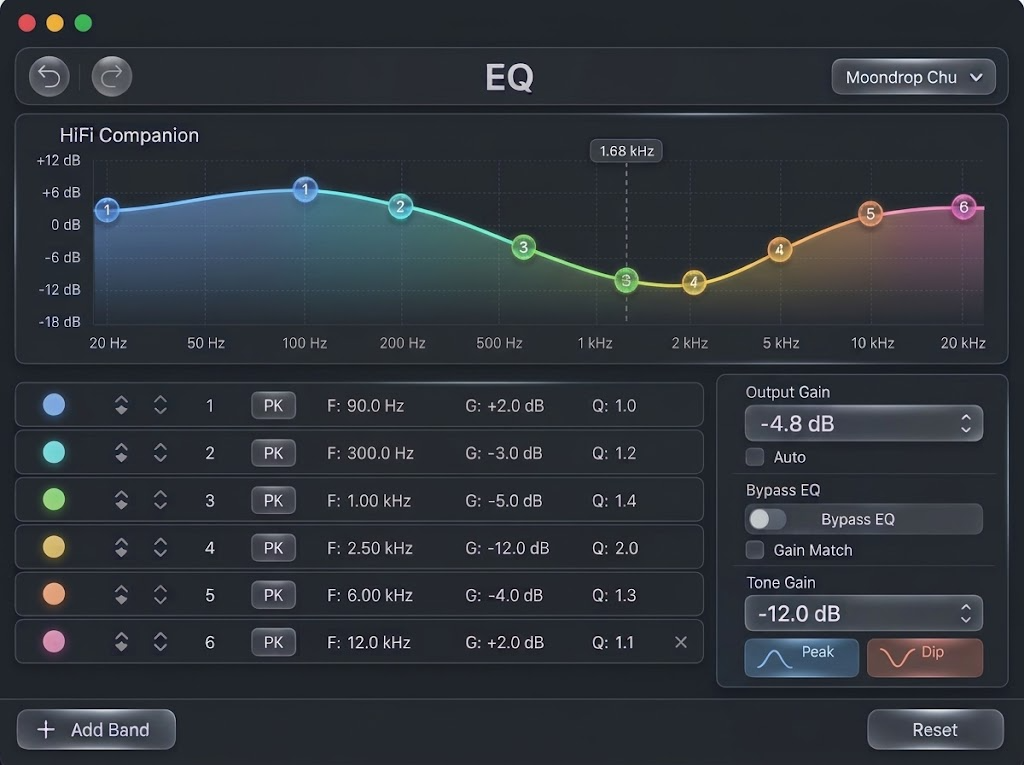 EQ
Moondrop Chu
HiFi Companion
1.68 kHz
+12 dB
+6 dB
0 dB
-6 dB
-12 dB
-18 dB
1
1
2
3
3
4
4
5
6
20 Hz 50 Hz 100 Hz 200 Hz 500 Hz 1 kHz 2 kHz 5 kHz 10 kHz 20 kHz
1 PK F: 90.0 Hz G: +2.0 dB Q: 1.0
2 PK F: 300.0 Hz G: -3.0 dB Q: 1.2
3 PK F: 1.00 kHz G: -5.0 dB Q: 1.4
4 PK F: 2.50 kHz G: -12.0 dB Q: 2.0
5 PK F: 6.00 kHz G: -4.0 dB Q: 1.3
6 PK F: 12.0 kHz G: +2.0 dB Q: 1.1 ×
Output Gain
-4.8 dB
Auto
Bypass EQ
Bypass EQ
Gain Match
Tone Gain
-12.0 dB
Peak Dip
+ Add Band
Reset